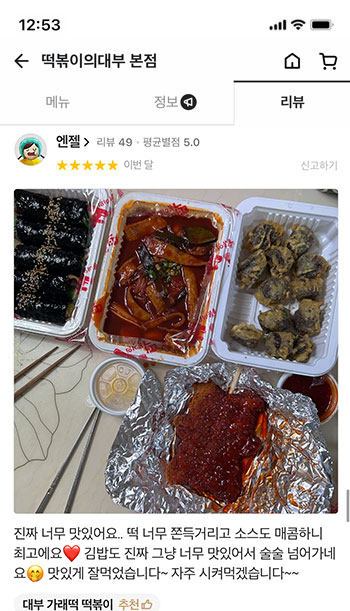 12:53
떡볶이의대부 본점
메뉴 정보 리뷰
엔젤 리뷰 49 · 평균별점 5.0
★★★★★ 이번 달 신고하기
진짜 너무 맛있어요.. 떡 너무 쫀득거리고 소스도 매콤하니
최고에요❤️ 김밥도 진짜 그냥 너무 맛있어서 술술 넘어가네
요🤭 맛있게 잘먹었습니다~ 자주 시켜먹겠습니다~~
대부 가래떡 떡볶이 추천👍